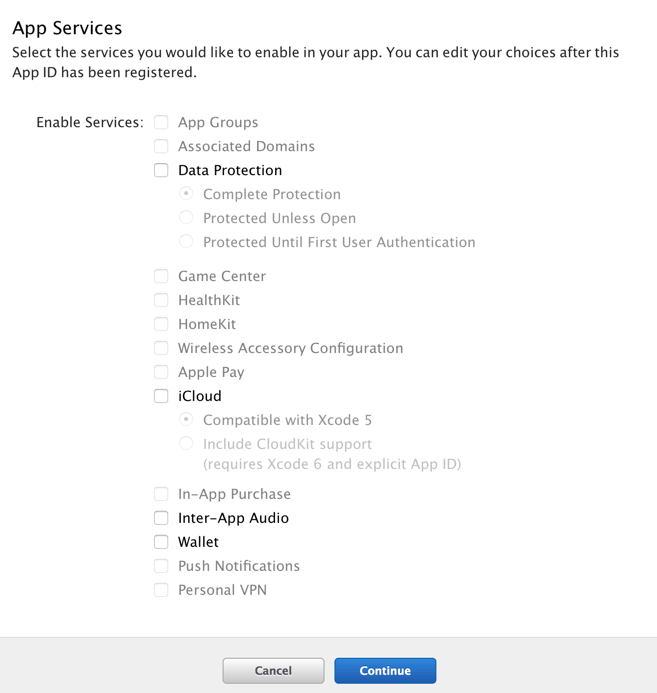 App Services
Select the services you would like to enable in your app. You can edit your choices after this
App ID has been registered.
Enable Services:
App Groups
Associated Domains
Data Protection
Complete Protection
Protected Unless Open
Protected Until First User Authentication
Game Center
HealthKit
HomeKit
Wireless Accessory Configuration
Apple Pay
iCloud
Compatible with Xcode 5
Include CloudKit support
(requires Xcode 6 and explicit App ID)
In-App Purchase
Inter-App Audio
Wallet
Push Notifications
Personal VPN
Cancel
Continue